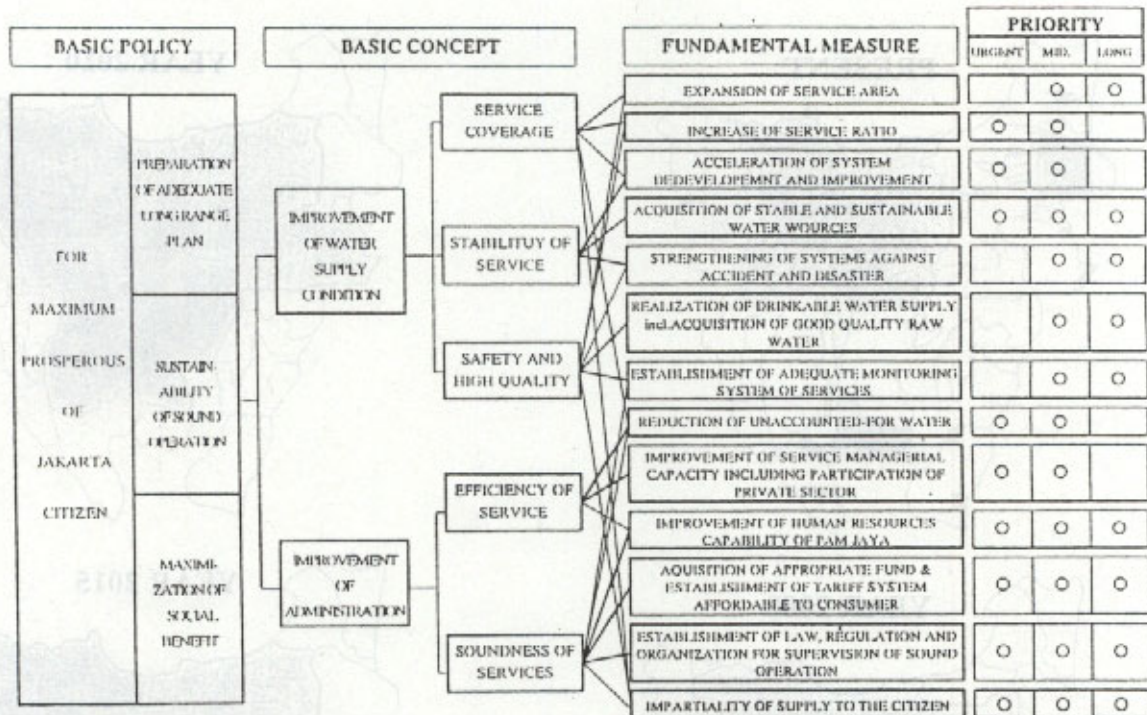 BASIC POLICY
BASIC CONCEPT
FUNDAMENTAL MEASURE
PRIORITY
URGENT
MID.
LONG
FOR
MAXIMUM
PROSPEROUS
OF
JAKARTA
CITIZEN
PREPARATION
OF ADEQUATE
LONG RANGE
PLAN
SUSTAIN-
ABILITY
OF SOUND
OPERATION
MAXIMI-
ZATION OF
SOCIAL
BENEFIT
IMPROVEMENT
OF WATER
SUPPLY
CONDITION
IMPROVEMENT
OF
ADMINISTRATION
SERVICE
COVERAGE
STABILITUY OF
SERVICE
SAFETY AND
HIGH QUALITY
EFFICIENCY OF
SERVICE
SOUNDNESS OF
SERVICES
EXPANSION OF SERVICE AREA
INCREASE OF SERVICE RATIO
ACCELERATION OF SYSTEM
DEDEVELOPEMNT AND IMPROVEMENT
ACQUISITION OF STABLE AND SUSTAINABLE
WATER WOURCES
STRENGTHENING OF SYSTEMS AGAINST
ACCIDENT AND DISASTER
REALIZATION OF DRINKABLE WATER SUPPLY
incl.ACQUISITION OF GOOD QUALITY RAW
WATER
ESTABLISHMENT OF ADEQUATE MONITORING
SYSTEM OF SERVICES
REDUCTION OF UNACCOUNTED-FOR WATER
IMPROVEMENT OF SERVICE MANAGERIAL
CAPACITY INCLUDING PARTICIPATION OF
PRIVATE SECTOR
IMPROVEMENT OF HUMAN RESOURCES
CAPABILITY OF PAM JAYA
AQUISITION OF APPROPRIATE FUND &
ESTABLISHMENT OF TARIFF SYSTEM
AFFORDABLE TO CONSUMER
ESTABLISHMENT OF LAW, REGULATION AND
ORGANIZATION FOR SUPERVISION OF SOUND
OPERATION
IMPARTIALITY OF SUPPLY TO THE CITIZEN